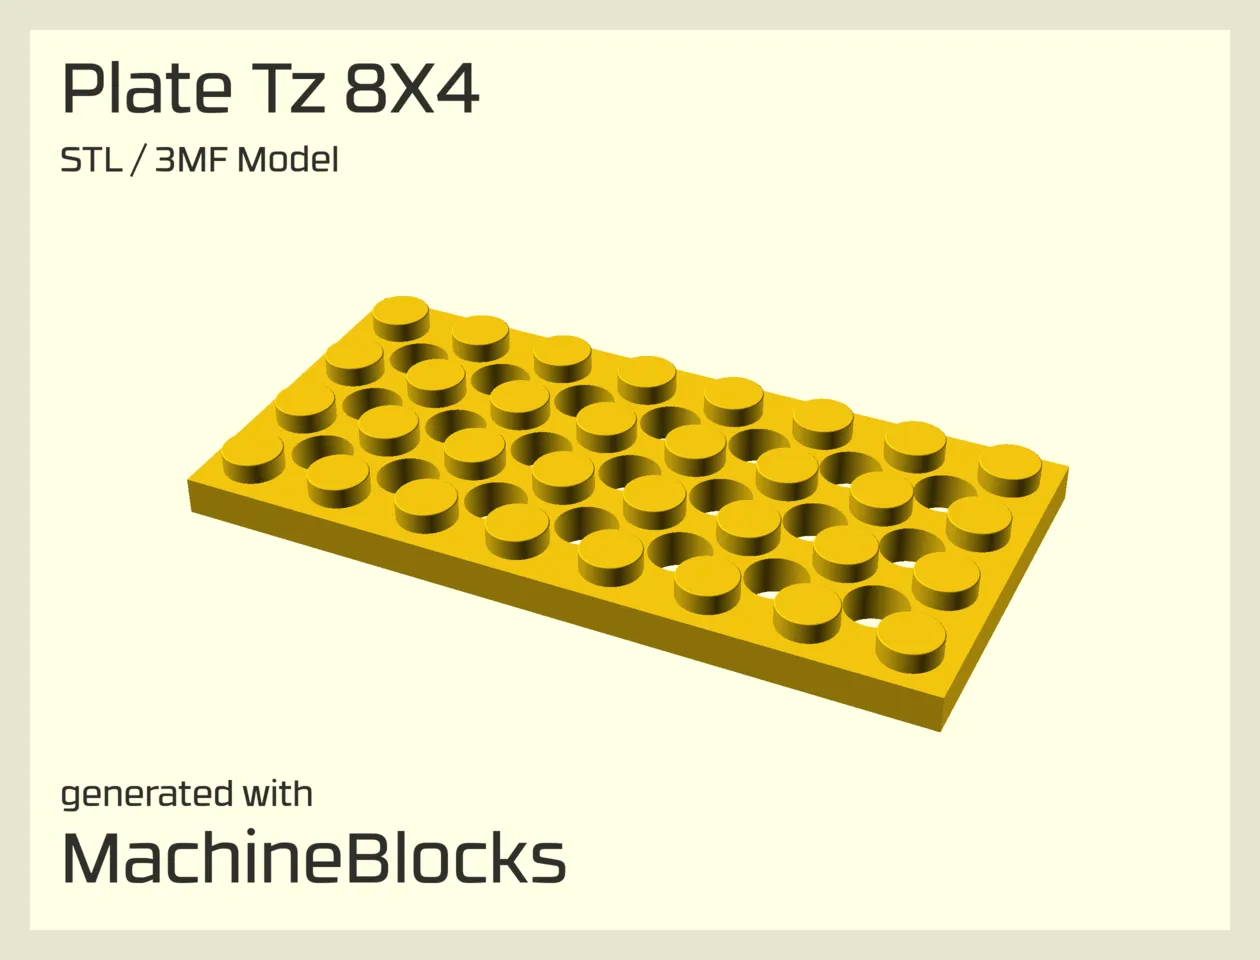 Plate Tz 8X4
STL / 3MF Model
generated with
MachineBlocks